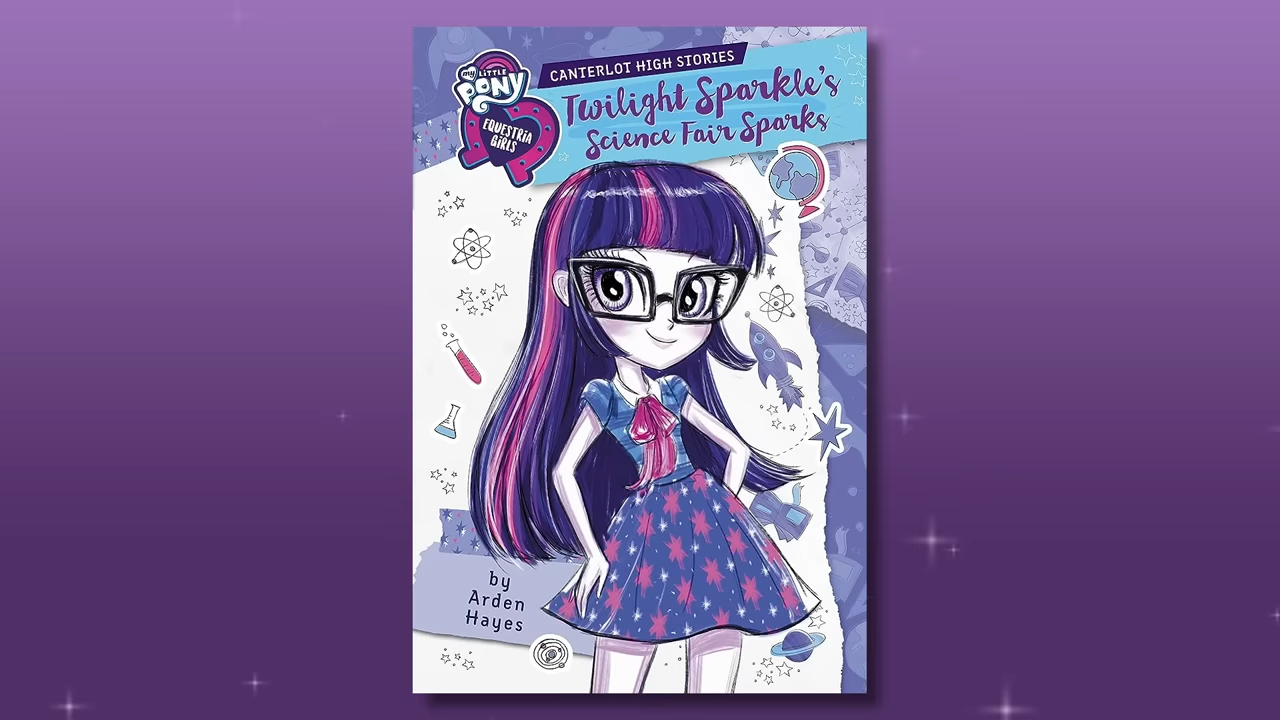 my LITTLE
PONY
EQUESTRIA
GIRLS
CANTERLOT HIGH STORIES
Twilight Sparkle's
Science Fair Sparks
by
Arden
Hayes